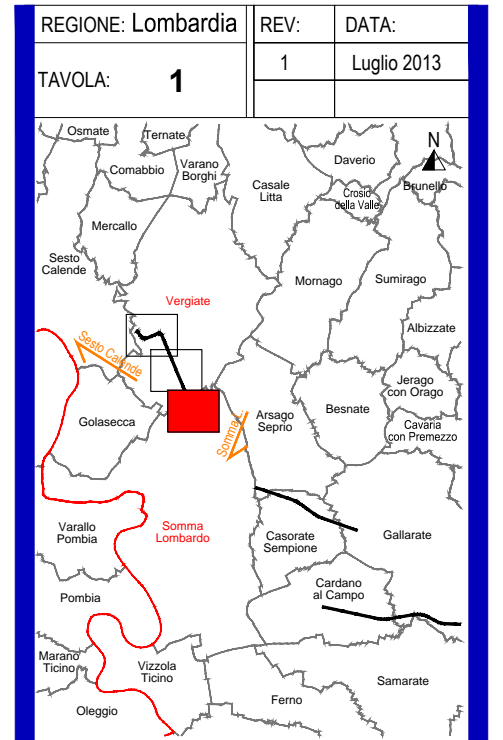 REGIONE: Lombardia
REV:
DATA:
TAVOLA: 1
1
Luglio 2013
N
Osmate
Ternate
Comabbio
Varano
Borghi
Daverio
Casale
Litta
Crosio
della Valle
Brunello
Mercallo
Sesto
Calende
Mornago
Sumirago
Vergiate
Albizzate
Sesto Calende
Jerago
con Orago
Golasecca
Arsago
Seprio
Besnate
Cavaria
con Premezzo
Somma L.
Varallo
Pombia
Somma
Lombardo
Casorate
Sempione
Gallarate
Cardano
al Campo
Pombia
Marano
Ticino
Vizzola
Ticino
Samarate
Ferno
Oleggio